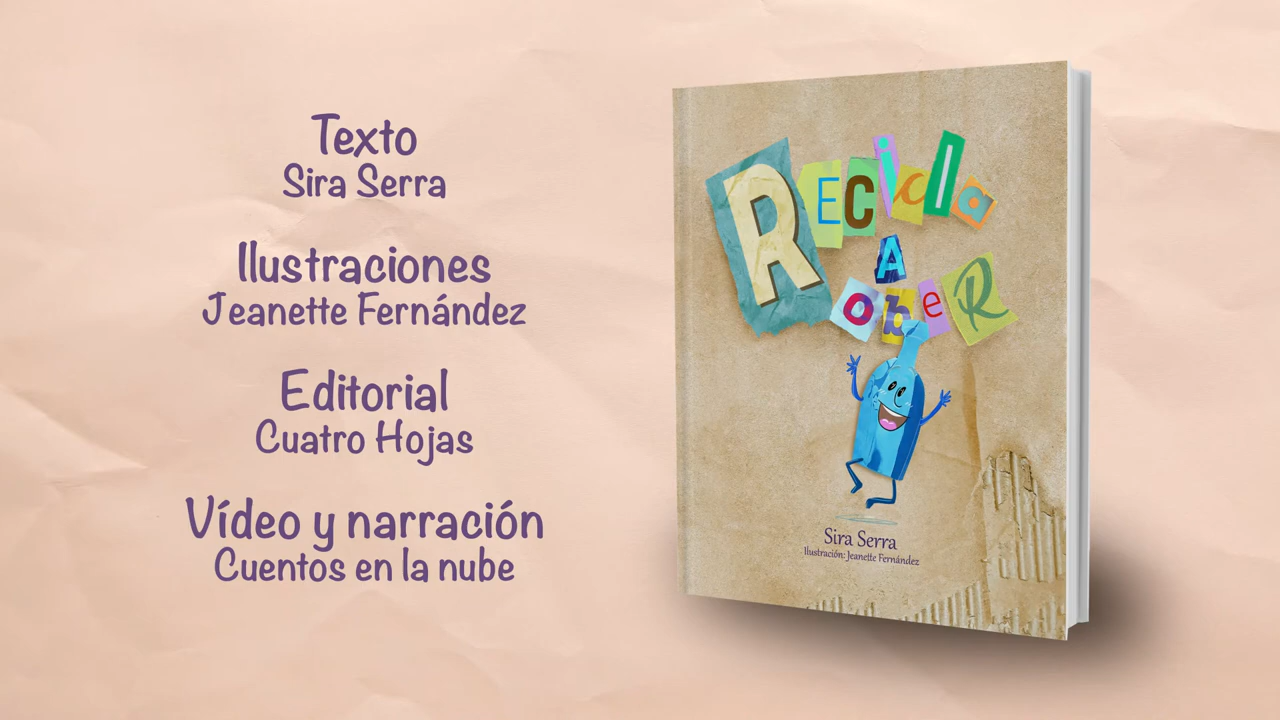 Texto
Sira Serra
Ilustraciones
Jeanette Fernández
Editorial
Cuatro Hojas
Vídeo y narración
Cuentos en la nube
Recicla
A
RobeR
Sira Serra
Ilustración: Jeanette Fernández